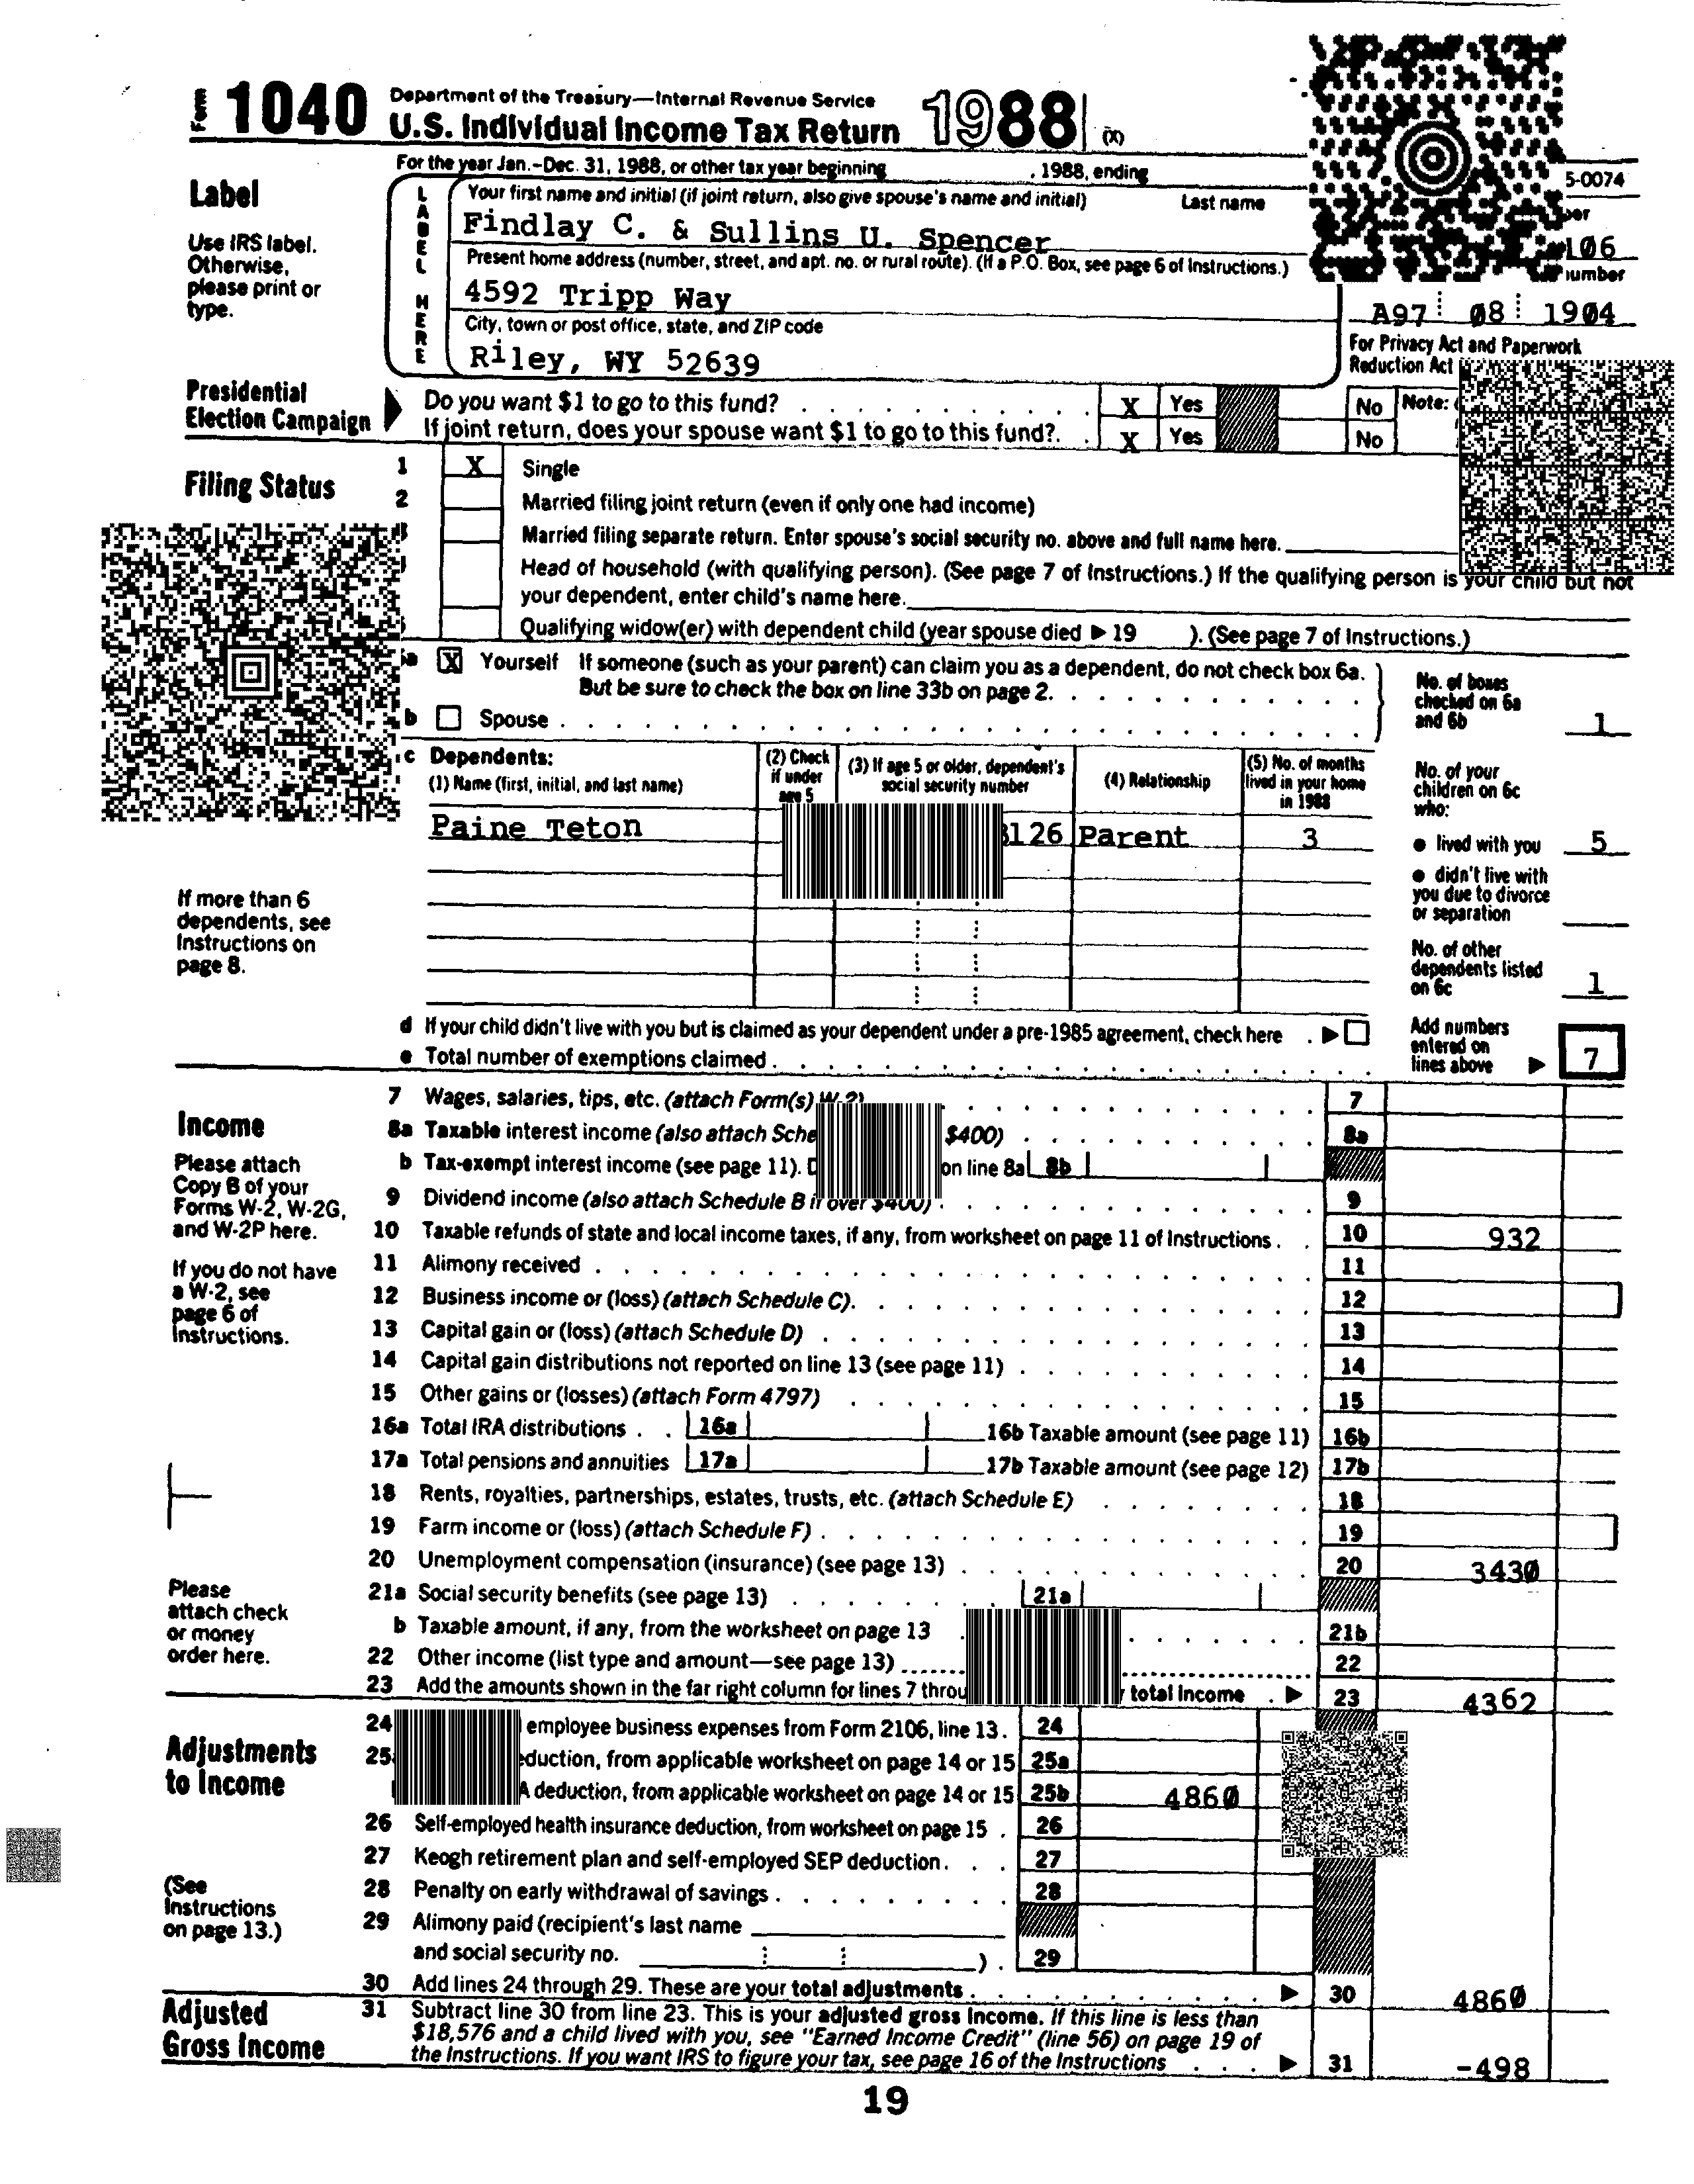 Form 1040 Department of the Treasury—Internal Revenue Service
U.S. Individual Income Tax Return 1988 (X)
For the year Jan.–Dec. 31, 1988, or other tax year beginning , 1988, ending
5-0074
Label
Use IRS label.
Otherwise,
please print or
type.
LABEL HERE
Your first name and initial (if joint return, also give spouse's name and initial) Last name
Findlay C. & Sullins U. Spencer
106
Present home address (number, street, and apt. no. or rural route). (If a P.O. Box, see page 6 of Instructions.)
number
4592 Tripp Way
A97 08 1904
City, town or post office, state, and ZIP code
Riley, WY 52639
For Privacy Act and Paperwork
Reduction Act
Presidential
Election Campaign
Do you want $1 to go to this fund? . . . . . . . . . . . X Yes No Note:
If joint return, does your spouse want $1 to go to this fund?. . X Yes No
Filing Status
1 X Single
2 Married filing joint return (even if only one had income)
Married filing separate return. Enter spouse's social security no. above and full name here.
Head of household (with qualifying person). (See page 7 of Instructions.) If the qualifying person is your child but not
your dependent, enter child's name here.
Qualifying widow(er) with dependent child (year spouse died ▶ 19 ). (See page 7 of Instructions.)
X Yourself If someone (such as your parent) can claim you as a dependent, do not check box 6a.
But be sure to check the box on line 33b on page 2. . . . . . . . . . . .
b Spouse . . . . . . . . . . . . . . . . . . . . . . . . . . . . .
No. of boxes
checked on 6a
and 6b 1
c Dependents:
(1) Name (first, initial, and last name)
(2) Check
if under
age 5
(3) If age 5 or older, dependent's
social security number
(4) Relationship
(5) No. of months
lived in your home
in 1988
Paine Teton 126 Parent 3
No. of your
children on 6c
who:
● lived with you 5
● didn't live with
you due to divorce
or separation
No. of other
dependents listed
on 6c 1
If more than 6
dependents, see
Instructions on
page 8.
d If your child didn't live with you but is claimed as your dependent under a pre-1985 agreement, check here . ▶
e Total number of exemptions claimed . . . . . . . . . . . . . . . . . . . . .
Add numbers
entered on
lines above ▶ 7
Income
Please attach
Copy B of your
Forms W-2, W-2G,
and W-2P here.
If you do not have
a W-2, see
page 6 of
Instructions.
7 Wages, salaries, tips, etc. (attach Form(s) W-2) . . . . . . . . . . . . . 7
8a Taxable interest income (also attach $400) . . . . . . . . . . . 8a
b Tax-exempt interest income (see page 11). on line 8a 8b
9 Dividend income (also attach Schedule B if over $400) . . . . . . . . . . . . . . 9
10 Taxable refunds of state and local income taxes, if any, from worksheet on page 11 of Instructions . . 10 932
11 Alimony received . . . . . . . . . . . . . . . . . . . . . . . . . . 11
12 Business income or (loss) (attach Schedule C). . . . . . . . . . . . . . . . . 12
13 Capital gain or (loss) (attach Schedule D) . . . . . . . . . . . . . . . . . . 13
14 Capital gain distributions not reported on line 13 (see page 11) . . . . . . . . . . . 14
15 Other gains or (losses) (attach Form 4797) . . . . . . . . . . . . . . . . . 15
16a Total IRA distributions . . 16a 16b Taxable amount (see page 11) 16b
17a Total pensions and annuities 17a 17b Taxable amount (see page 12) 17b
18 Rents, royalties, partnerships, estates, trusts, etc. (attach Schedule E) . . . . . . . . 18
19 Farm income or (loss) (attach Schedule F) . . . . . . . . . . . . . . . . . . 19
20 Unemployment compensation (insurance) (see page 13) . . . . . . . . . . . . . 20 3430
21a Social security benefits (see page 13) . . . . . . . . 21a
b Taxable amount, if any, from the worksheet on page 13 . . . . . . . . 21b
22 Other income (list type and amount—see page 13) 22
23 Add the amounts shown in the far right column for lines 7 total income . ▶ 23 4362
Please
attach check
or money
order here.
Adjustments
to Income
(See
Instructions
on page 13.)
24 employee business expenses from Form 2106, line 13 . 24
25 from applicable worksheet on page 14 or 15 25a
deduction, from applicable worksheet on page 14 or 15 25b 4860
26 Self-employed health insurance deduction, from worksheet on page 15 . 26
27 Keogh retirement plan and self-employed SEP deduction. . . 27
28 Penalty on early withdrawal of savings . . . . . . . . . 28
29 Alimony paid (recipient's last name
and social security no. ) . 29
30 Add lines 24 through 29. These are your total adjustments . . . . . . . . . . . ▶ 30 4860
Adjusted
Gross Income
31 Subtract line 30 from line 23. This is your adjusted gross income. If this line is less than
$18,576 and a child lived with you, see "Earned Income Credit" (line 56) on page 19 of
the Instructions. If you want IRS to figure your tax, see page 16 of the Instructions . . . ▶ 31 -498
19